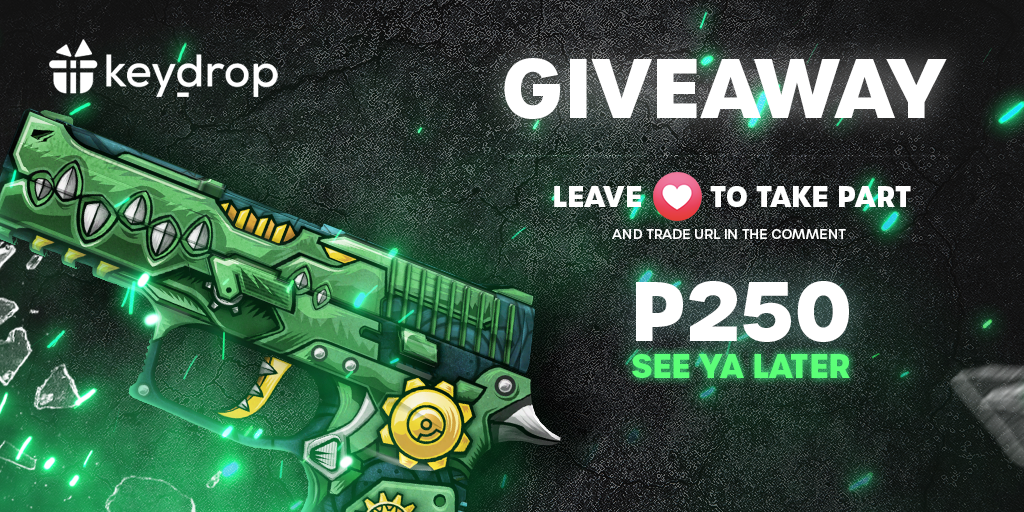 keydrop
GIVEAWAY
LEAVE TO TAKE PART
AND TRADE URL IN THE COMMENT
P250
SEE YA LATER